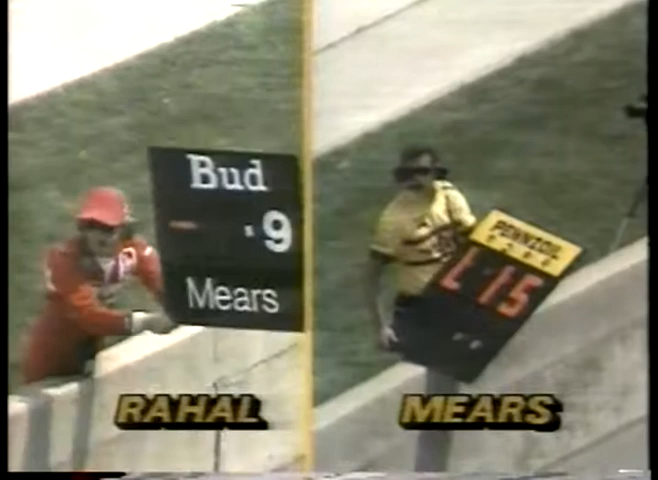 Bud
- .9
Mears
PENNZOIL
L 15
RAHAL
MEARS